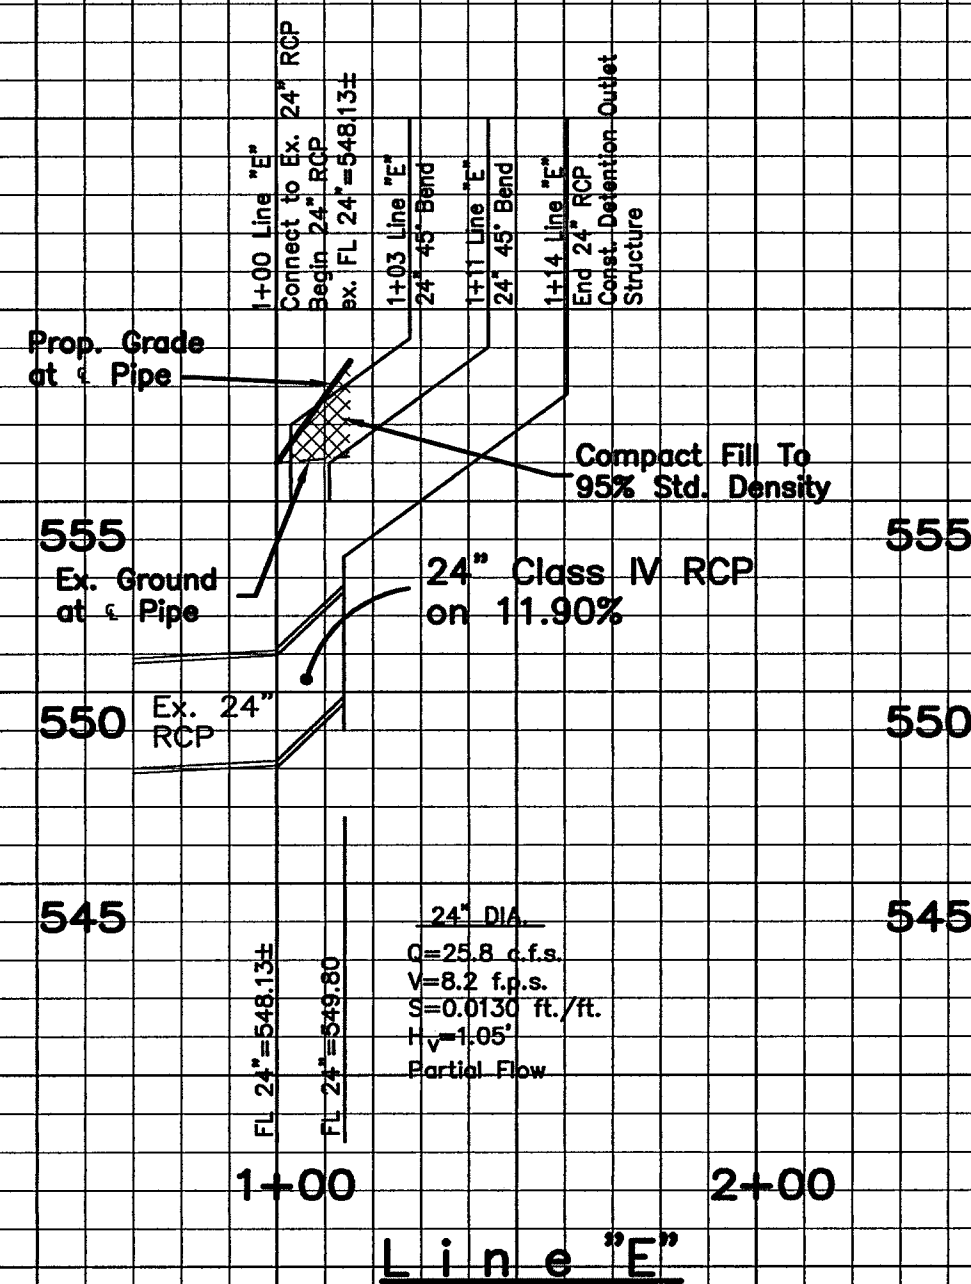 1+00 Line "E"
Connect to Ex. 24" RCP
Begin 24" RCP
ex. FL 24"=548.13±
1+03 Line "E"
24" 45° Bend
1+11 Line "E"
24" 45° Bend
1+14 Line "E"
End 24" RCP
Const. Detention Outlet
Structure
Prop. Grade
at ℄ Pipe
Compact Fill To
95% Std. Density
555
555
Ex. Ground
at ℄ Pipe
24" Class IV RCP
on 11.90%
Ex. 24"
RCP
550
550
545
545
FL 24"=548.13±
FL 24"=549.80
24" DIA.
Q=25.8 c.f.s.
V=8.2 f.p.s.
S=0.0130 ft./ft.
Hv=1.05'
Partial Flow
1+00
2+00
Line "E"